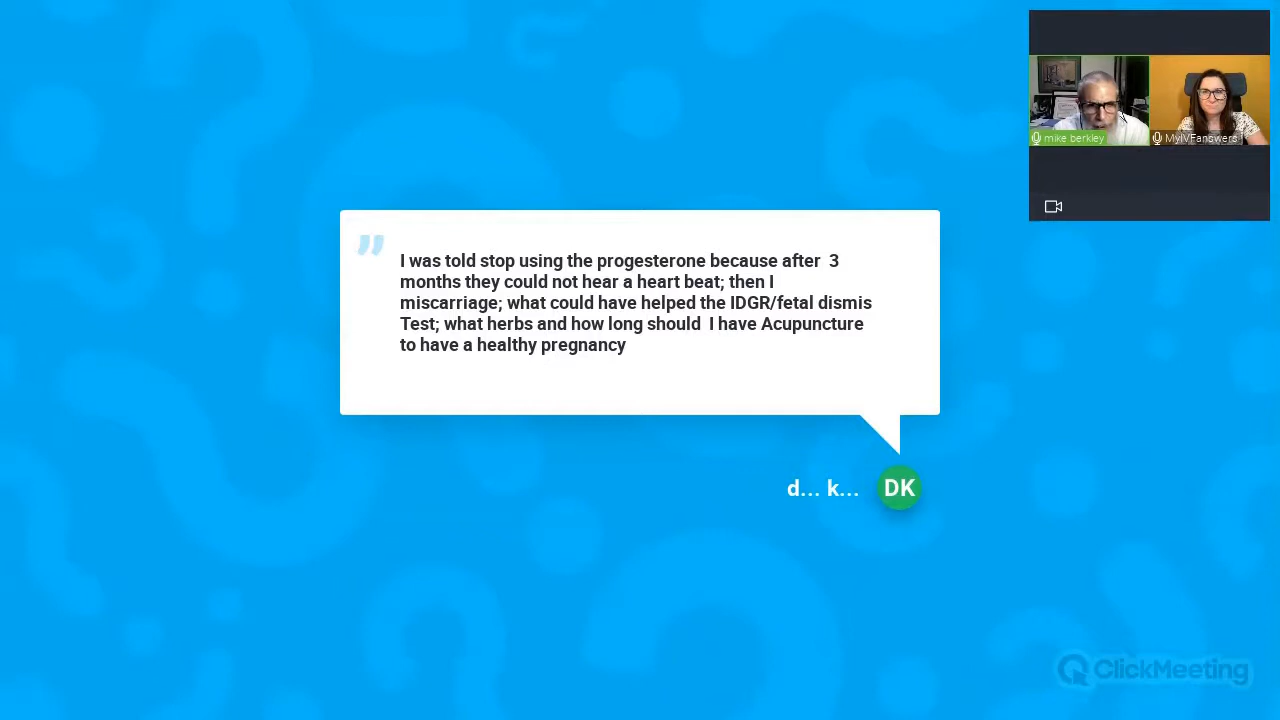 mike berkley
MyIVFanswers
I was told stop using the progesterone because after 3
months they could not hear a heart beat; then I
miscarriage; what could have helped the IDGR/fetal dismis
Test; what herbs and how long should I have Acupuncture
to have a healthy pregnancy
d... k...
DK
ClickMeeting